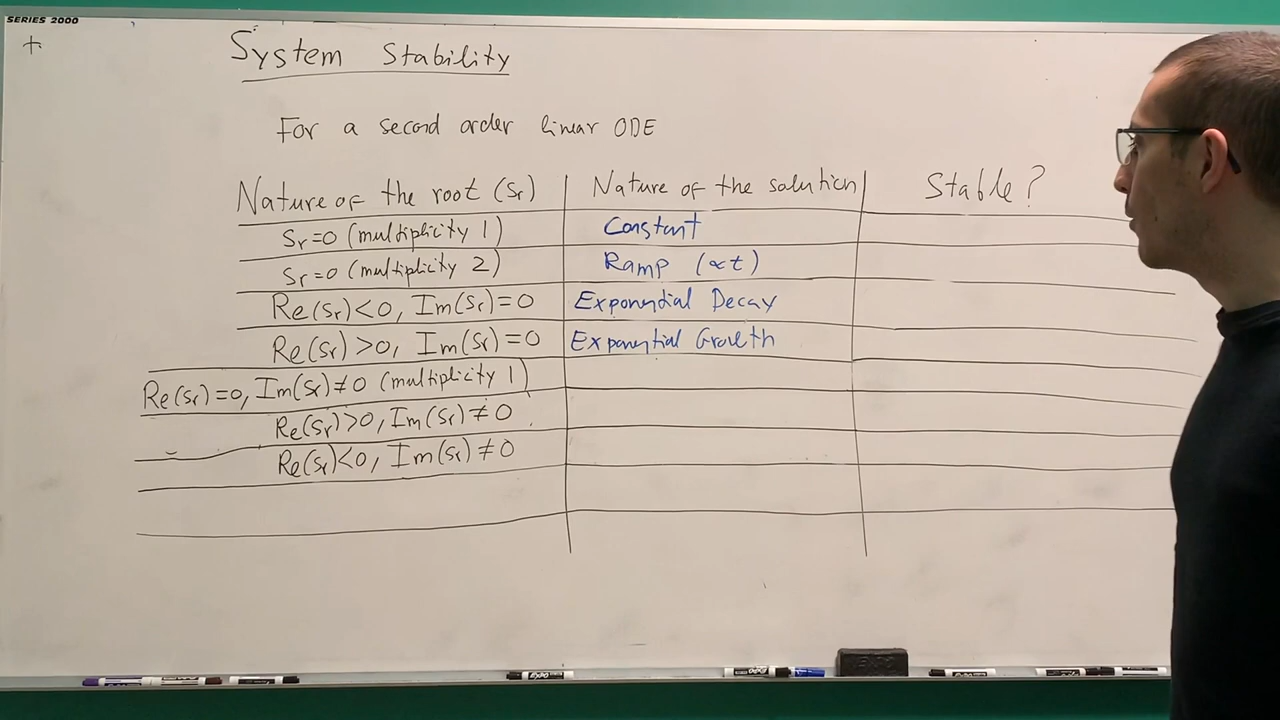 SERIES 2000
+
System Stability
For a second order linear ODE
Nature of the root (Sr) Nature of the solution Stable?
Sr=0 (multiplicity 1) Constant
Sr=0 (multiplicity 2) Ramp (∝t)
Re(Sr)<0, Im(Sr)=0 Exponential Decay
Re(Sr)>0, Im(Sr)=0 Exponential Growth
Re(Sr)=0, Im(Sr)≠0 (multiplicity 1)
Re(Sr)>0, Im(Sr)≠0
Re(Sr)<0, Im(Sr)≠0
EXPO